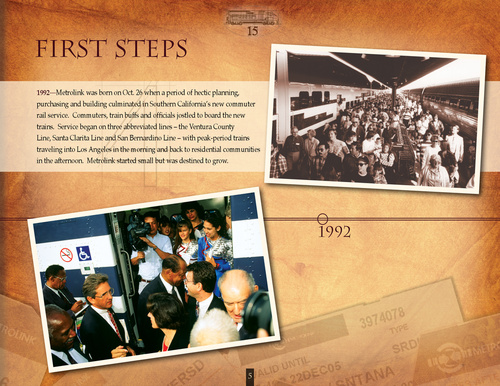 15
FIRST STEPS
1992—Metrolink was born on Oct. 26 when a period of hectic planning,
purchasing and building culminated in Southern California's new commuter
rail service. Commuters, train buffs and officials jostled to board the new
trains. Service began on three abbreviated lines – the Ventura County
Line, Santa Clarita Line and San Bernardino Line – with peak-period trains
traveling into Los Angeles in the morning and back to residential communities
in the afternoon. Metrolink started small but was destined to grow.
1992
3974078
TYPE
SRD
VALID UNTIL
22DEC05
5